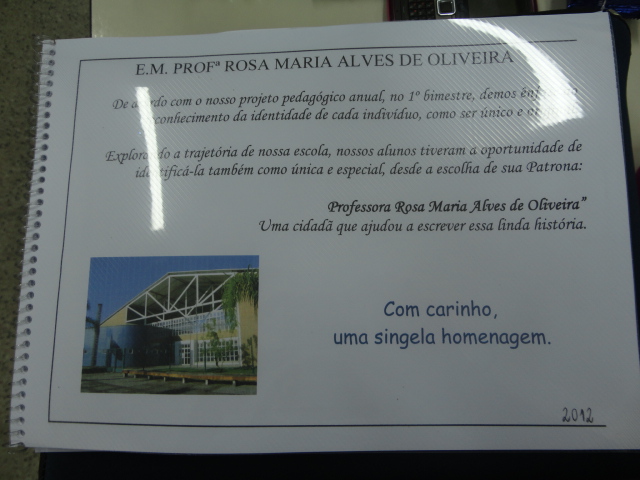 E.M. PROFª ROSA MARIA ALVES DE OLIVEIRA
De acordo com o nosso projeto pedagógico anual, no 1º bimestre, demos
conhecimento da identidade de cada indivíduo, como ser único e
Explorando a trajetória de nossa escola, nossos alunos tiveram a oportunidade de
identificá-la também como única e especial, desde a escolha de sua Patrona:
Professora Rosa Maria Alves de Oliveira"
Uma cidadã que ajudou a escrever essa linda história.
Com carinho,
uma singela homenagem.
2012